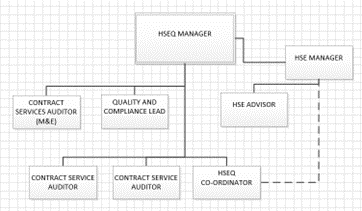 HSEQ MANAGER
HSE MANAGER
CONTRACT
SERVICES AUDITOR
(M&E)
QUALITY AND
COMPLIANCE LEAD
HSE ADVISOR
CONTRACT SERVICE
AUDITOR
CONTRACT SERVICE
AUDITOR
HSEQ
CO-ORDINATOR